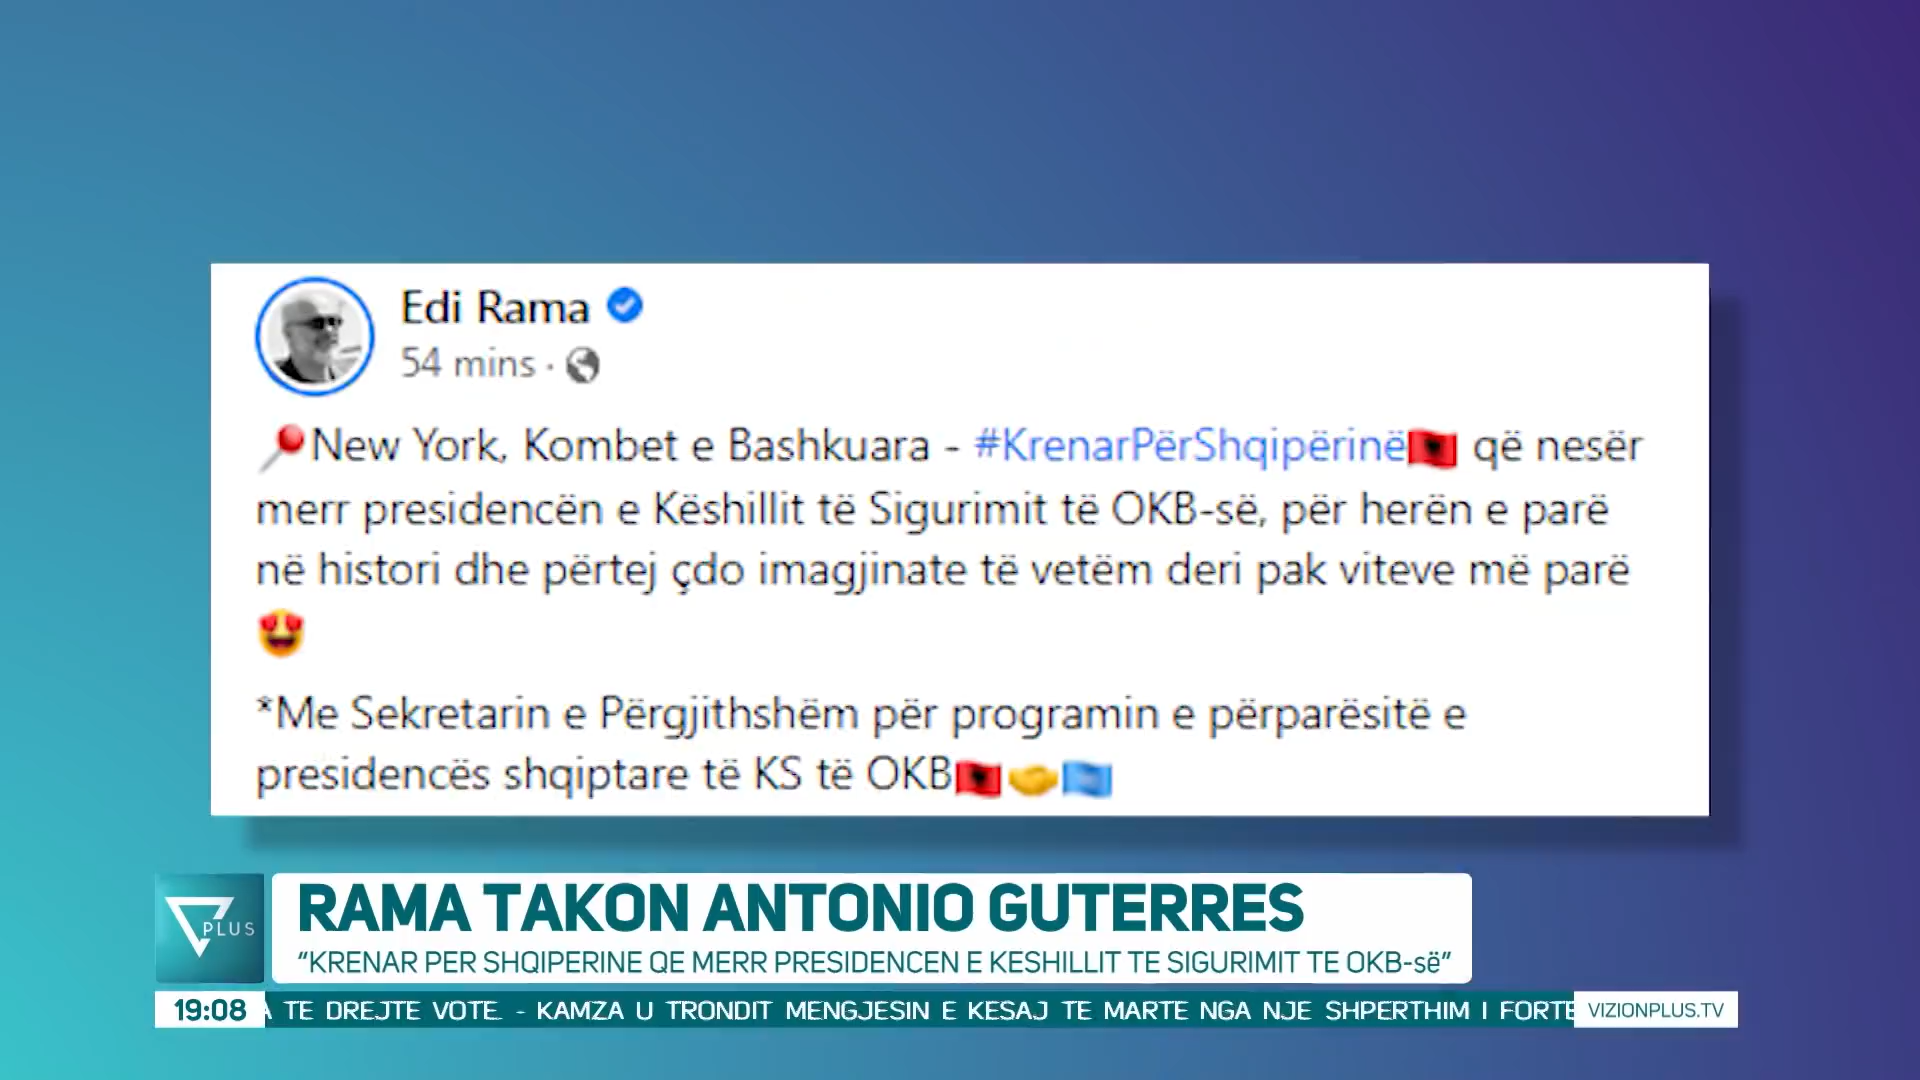 Edi Rama
54 mins ·
New York, Kombet e Bashkuara - #KrenarPërShqipërinë🇦🇱 që nesër
merr presidencën e Këshillit të Sigurimit të OKB-së, për herën e parë
në histori dhe përtej çdo imagjinate të vetëm deri pak viteve më parë
😍
*Me Sekretarin e Përgjithshëm për programin e përparësitë e
presidencës shqiptare të KS të OKB🇦🇱🤝🇺🇳
PLUS
RAMA TAKON ANTONIO GUTERRES
“KRENAR PER SHQIPERINE QE MERR PRESIDENCEN E KESHILLIT TE SIGURIMIT TE OKB-së”
19:08
A TE DREJTE VOTE - KAMZA U TRONDIT MENGJESIN E KESAJ TE MARTE NGA NJE SHPERTHIM I FORTE
VIZIONPLUS.TV